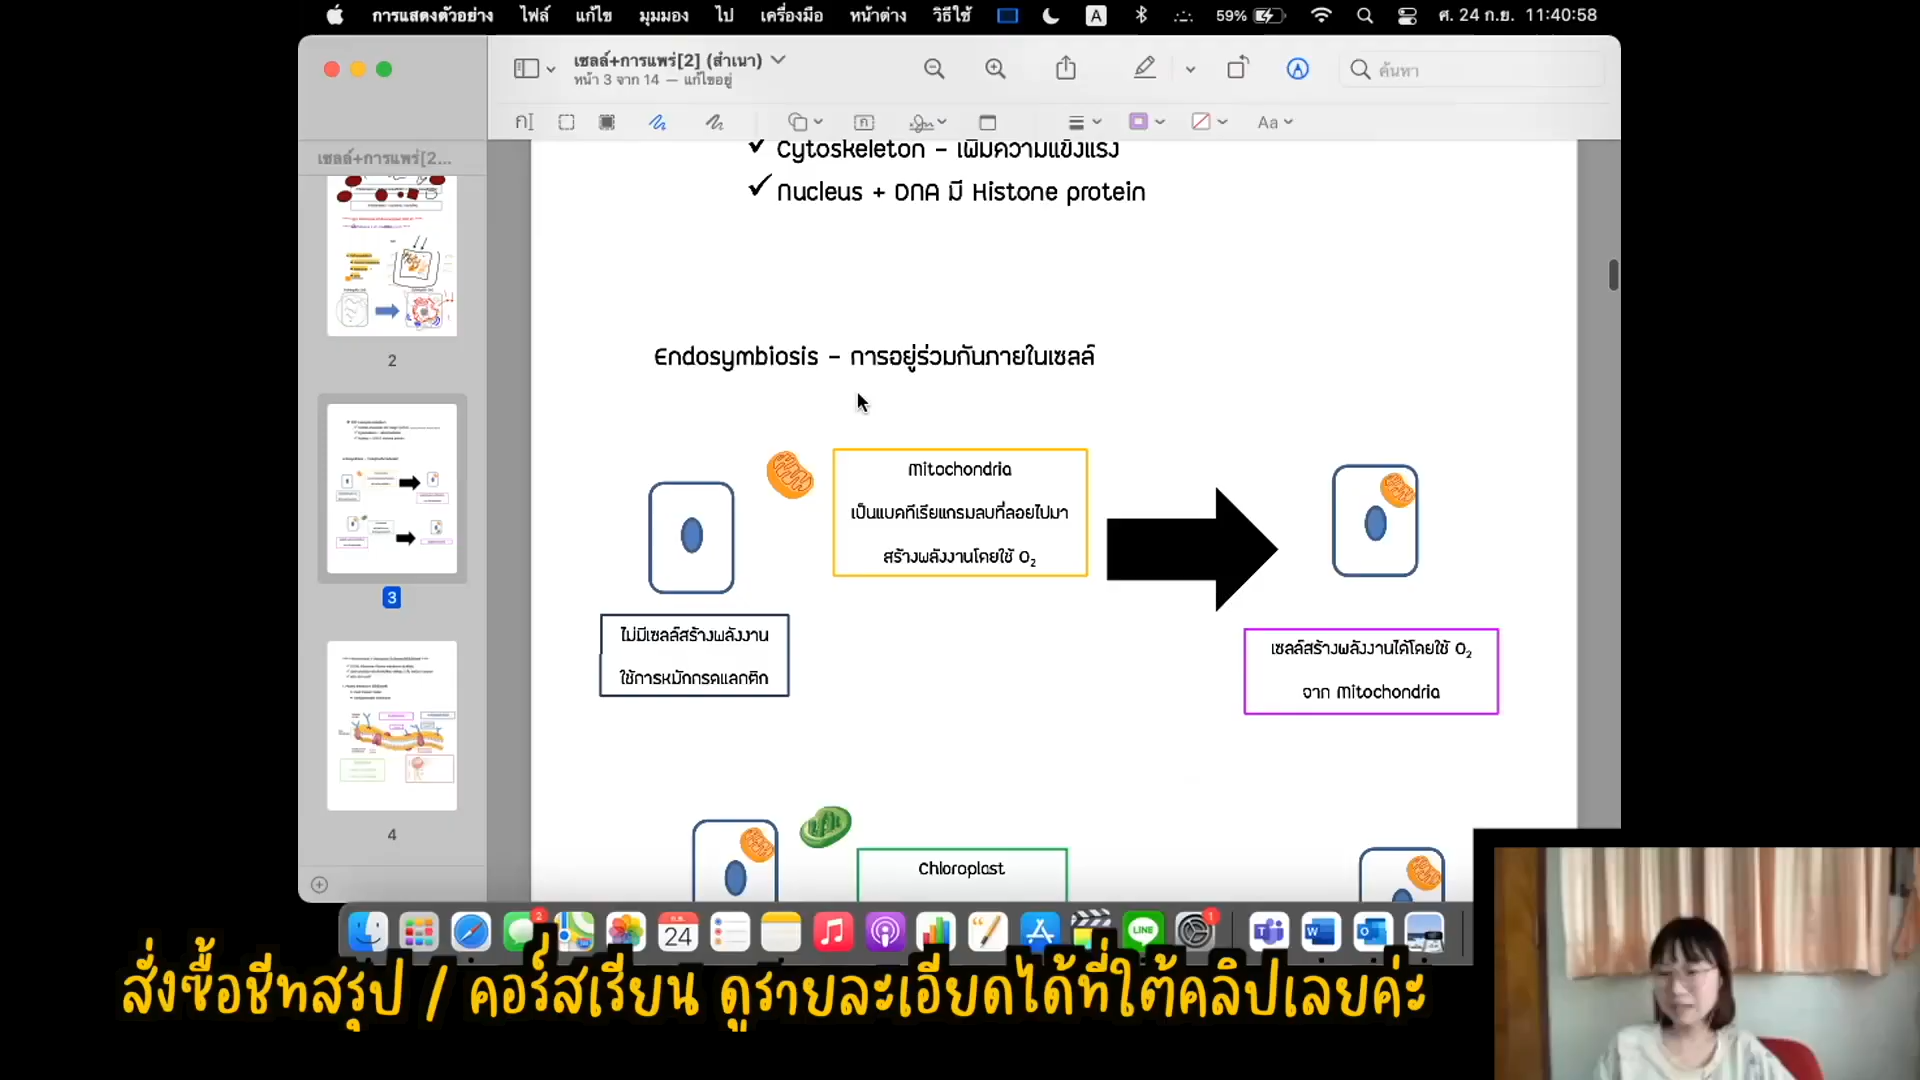 การแสดงตัวอย่าง ไฟล์ แก้ไข มุมมอง ไป เครื่องมือ หน้าต่าง วิธีใช้ A 59% ศ. 24 ก.ย. 11:40:58
เซลล์+การแพร่[2] (สำเนา)
หน้า 3 จาก 14 — แก้ไขอยู่
ค้นหา
Aa
เซลล์+การแพร่[2...
✓ Cytoskeleton – เพิ่มความแข็งแรง
✓ Nucleus + DNA มี Histone protein
2
Endosymbiosis – การอยู่ร่วมกันภายในเซลล์
Mitochondria
เป็นแบคทีเรียแกรมลบที่ลอยไปมา
สร้างพลังงานโดยใช้ O₂
3
ไม่มีเซลล์สร้างพลังงาน
ใช้การหมักกรดแลกติก
เซลล์สร้างพลังงานได้โดยใช้ O₂
จาก Mitochondria
4
Chloroplast
2
24
LINE
1
สั่งซื้อชีทสรุป / คอร์สเรียน ดูรายละเอียดได้ที่ใต้คลิปเลยค่ะ